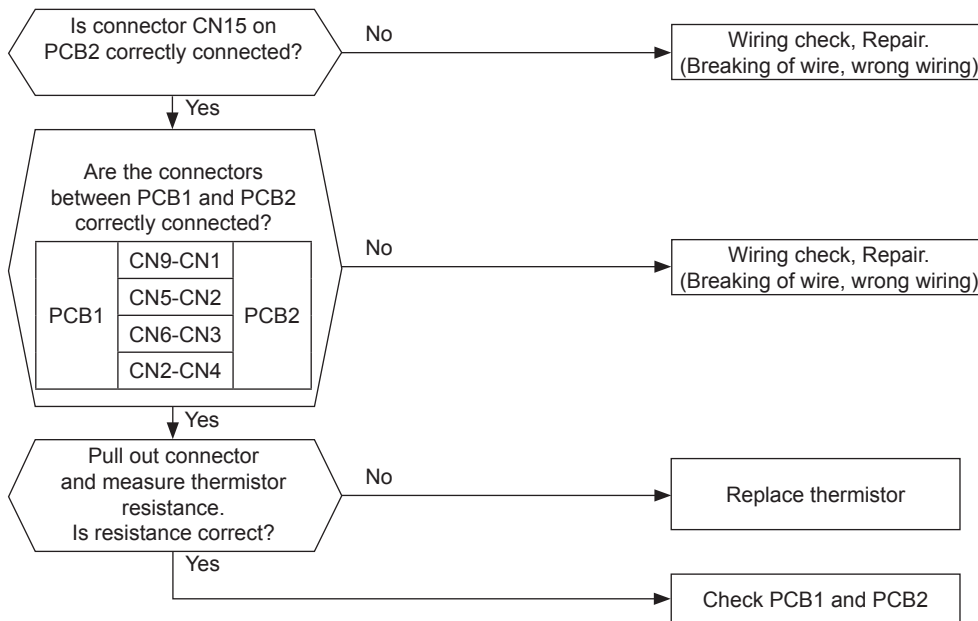 Is connector CN15 on
PCB2 correctly connected?
No
Wiring check, Repair.
(Breaking of wire, wrong wiring)
Yes
Are the connectors
between PCB1 and PCB2
correctly connected?
PCB1
CN9-CN1
CN5-CN2
CN6-CN3
CN2-CN4
PCB2
No
Wiring check, Repair.
(Breaking of wire, wrong wiring)
Yes
Pull out connector
and measure thermistor
resistance.
Is resistance correct?
No
Replace thermistor
Yes
Check PCB1 and PCB2